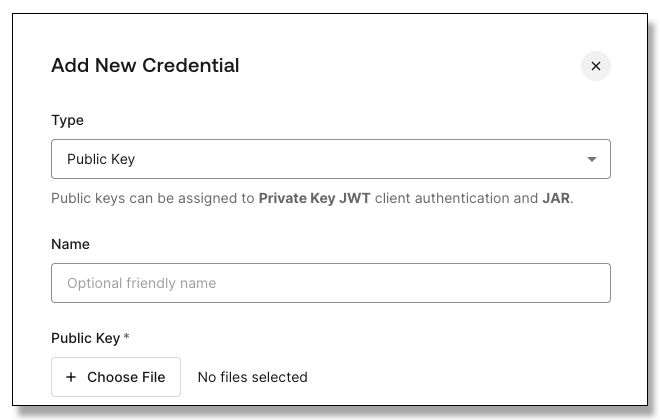 Add New Credential
Type
Public Key
Public keys can be assigned to Private Key JWT client authentication and JAR.
Name
Optional friendly name
Public Key *
+ Choose File No files selected